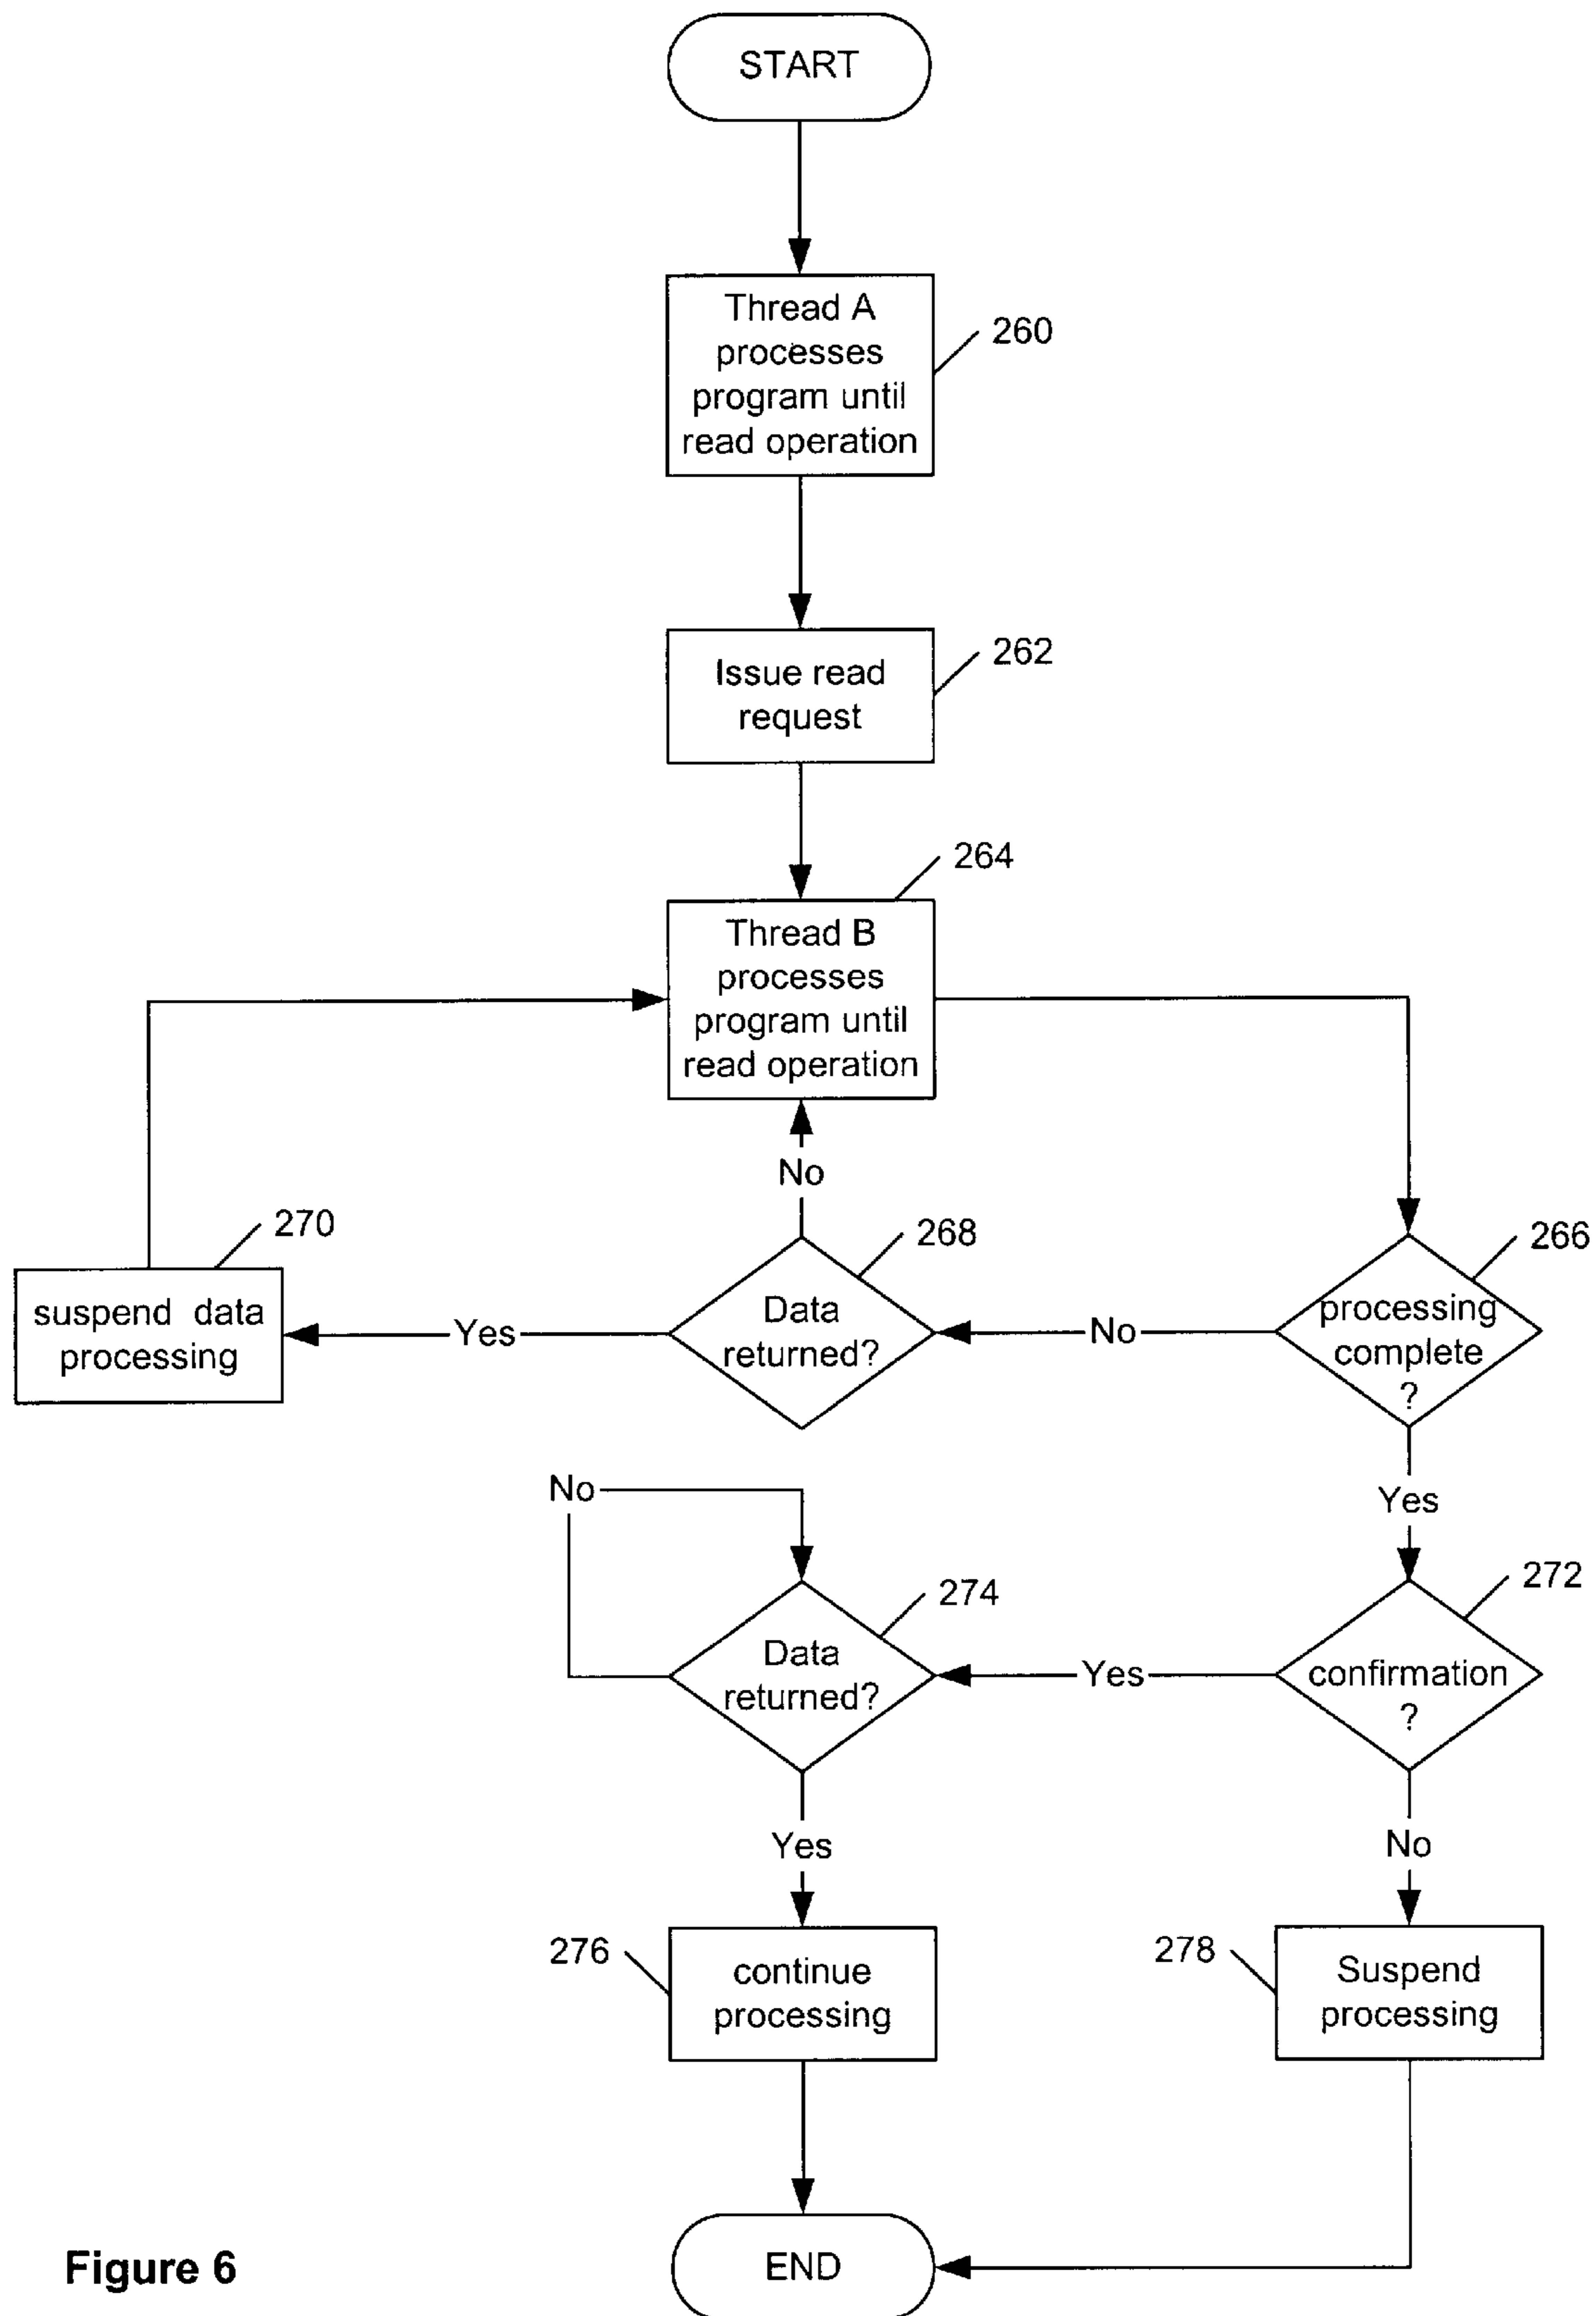 START
Thread A
processes
program until
read operation
260
Issue read
request
262
264
Thread B
processes
program until
read operation
No
270
268
266
suspend data
processing
Yes
Data
returned?
No
processing
complete
?
No
Yes
274
272
Data
returned?
Yes
confirmation
?
Yes
No
276
continue
processing
278
Suspend
processing
END
Figure 6